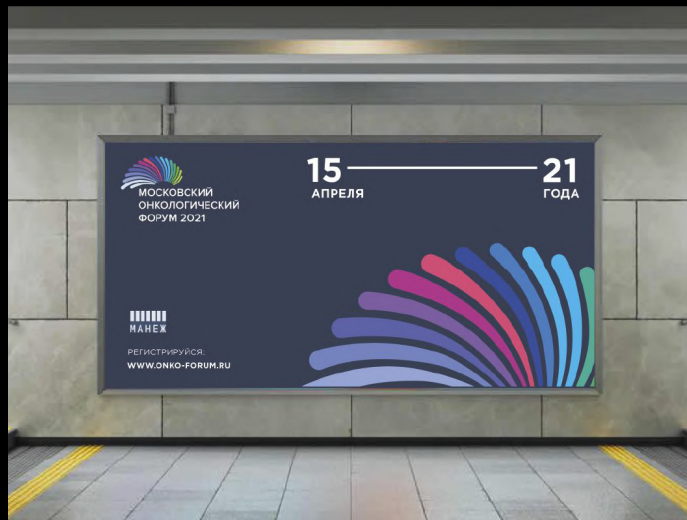 МОСКОВСКИЙ
ОНКОЛОГИЧЕСКИЙ
ФОРУМ 2021
15
АПРЕЛЯ
21
ГОДА
МАНЕЖ
РЕГИСТРИРУЙСЯ.
WWW.ONKO-FORUM.RU